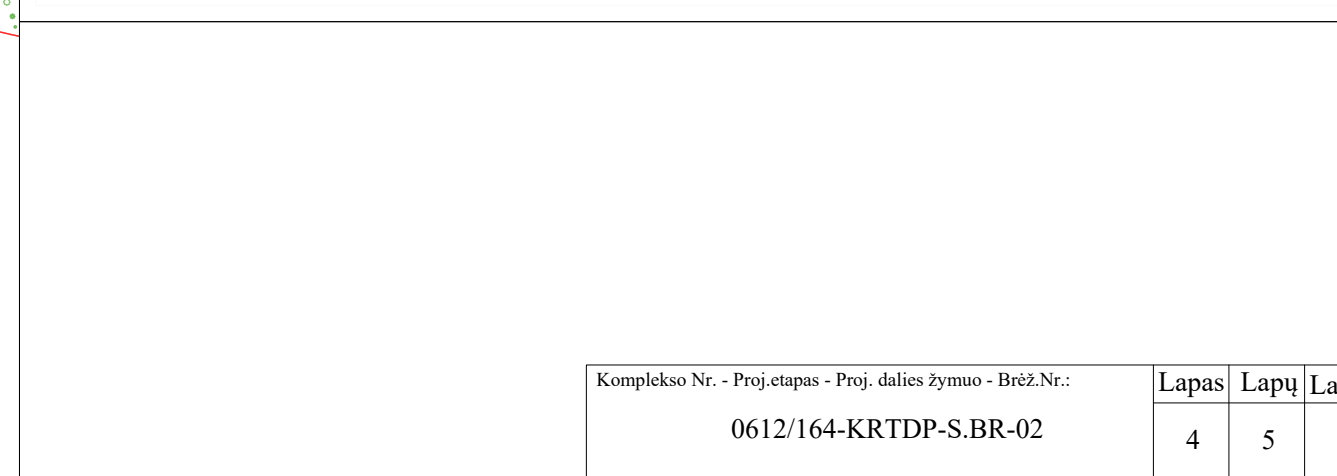 Komplekso Nr. - Proj.etapas - Proj. dalies žymuo - Brėž.Nr.:
Lapas Lapų
0612/164-KRTDP-S.BR-02
4 5